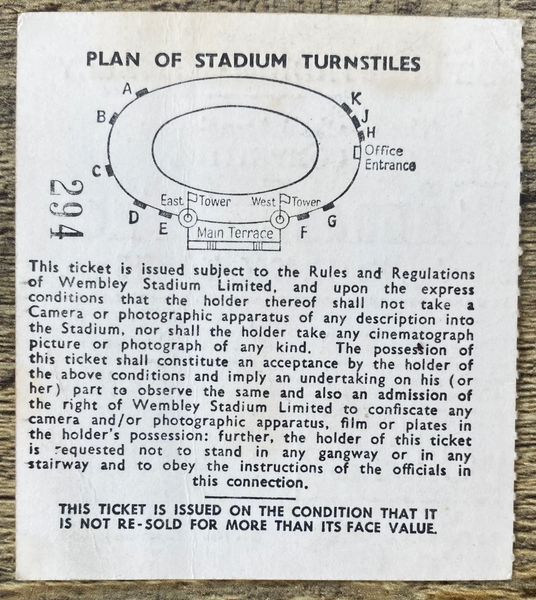 PLAN OF STADIUM TURNSTILES
A
B
C
D
E
F
G
H
J
K
Office
Entrance
East Tower
West Tower
Main Terrace
294
This ticket is issued subject to the Rules and Regulations
of Wembley Stadium Limited, and upon the express
conditions that the holder thereof shall not take a
Camera or photographic apparatus of any description into
the Stadium, nor shall the holder take any cinematograph
picture or photograph of any kind. The possession of
this ticket shall constitute an acceptance by the holder of
the above conditions and imply an undertaking on his (or
her) part to observe the same and also an admission of
the right of Wembley Stadium Limited to confiscate any
camera and/or photographic apparatus, film or plates in
the holder's possession: further, the holder of this ticket
is requested not to stand in any gangway or in any
stairway and to obey the instructions of the officials in
this connection.
THIS TICKET IS ISSUED ON THE CONDITION THAT IT
IS NOT RE-SOLD FOR MORE THAN ITS FACE VALUE.